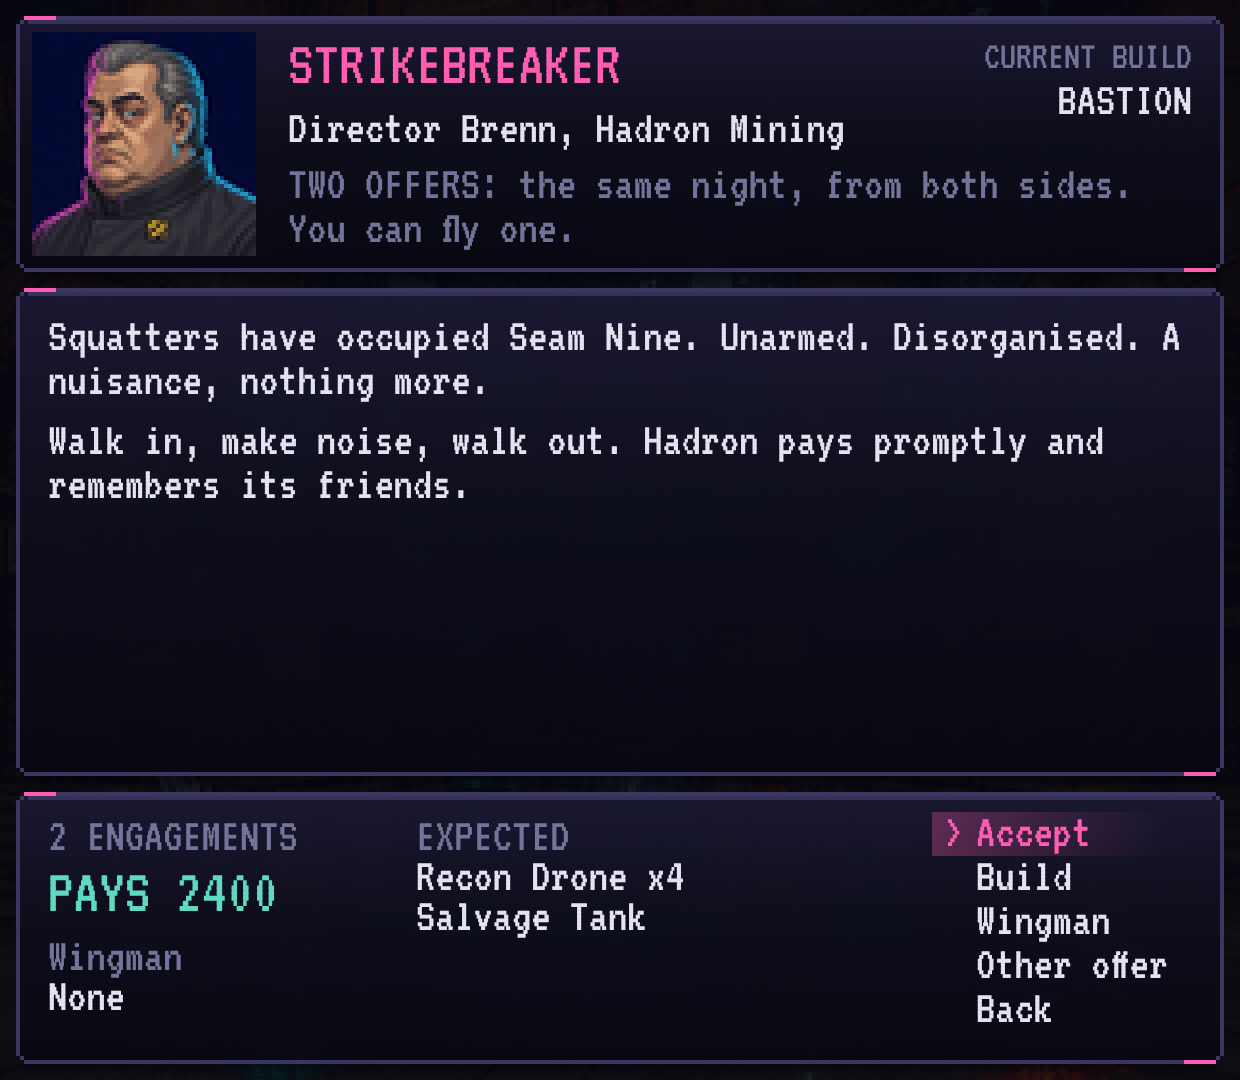 STRIKEBREAKER
CURRENT BUILD
BASTION
Director Brenn, Hadron Mining
TWO OFFERS: the same night, from both sides.
You can fly one.
Squatters have occupied Seam Nine. Unarmed. Disorganised. A
nuisance, nothing more.
Walk in, make noise, walk out. Hadron pays promptly and
remembers its friends.
2 ENGAGEMENTS
PAYS 2400
Wingman
None
EXPECTED
Recon Drone x4
Salvage Tank
> Accept
Build
Wingman
Other offer
Back